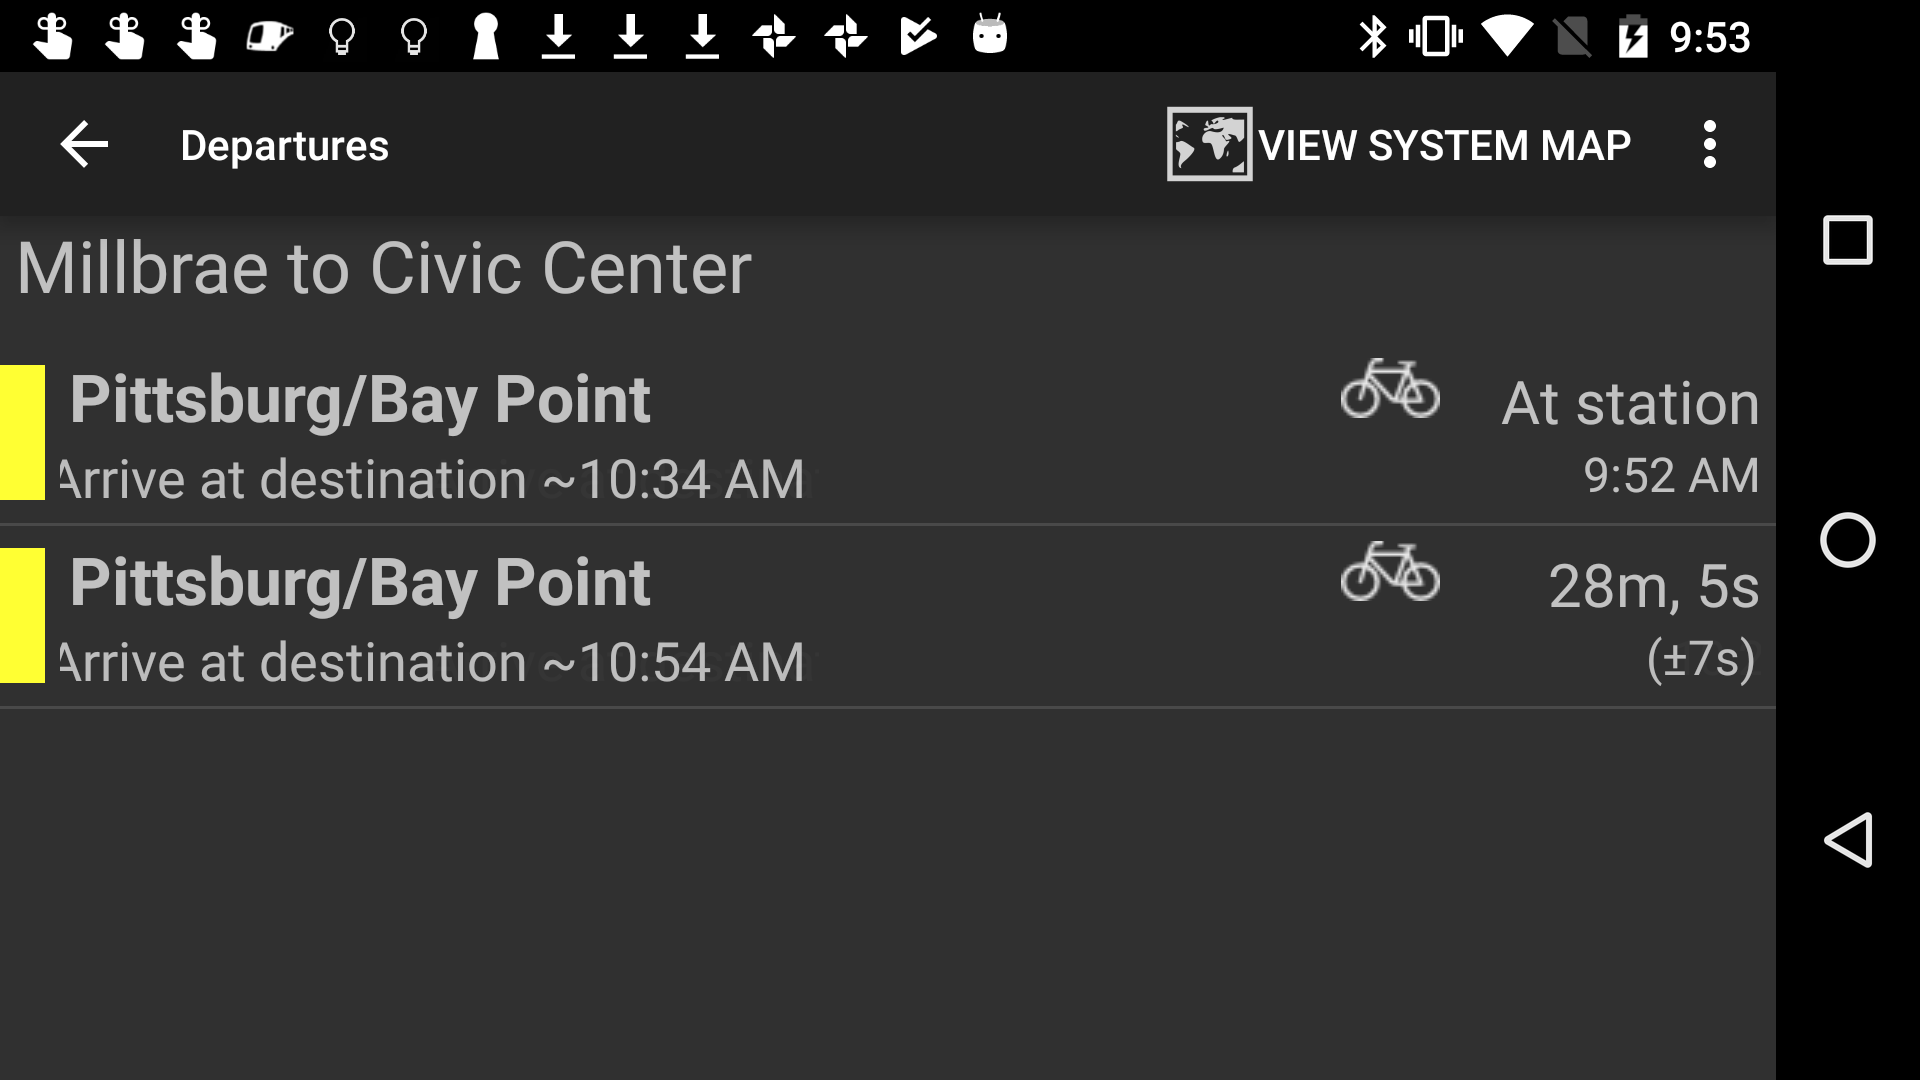 9:53
Departures
VIEW SYSTEM MAP
Millbrae to Civic Center
Pittsburg/Bay Point
At station
Arrive at destination ~10:34 AM
9:52 AM
Pittsburg/Bay Point
28m, 5s
Arrive at destination ~10:54 AM
(±7s)